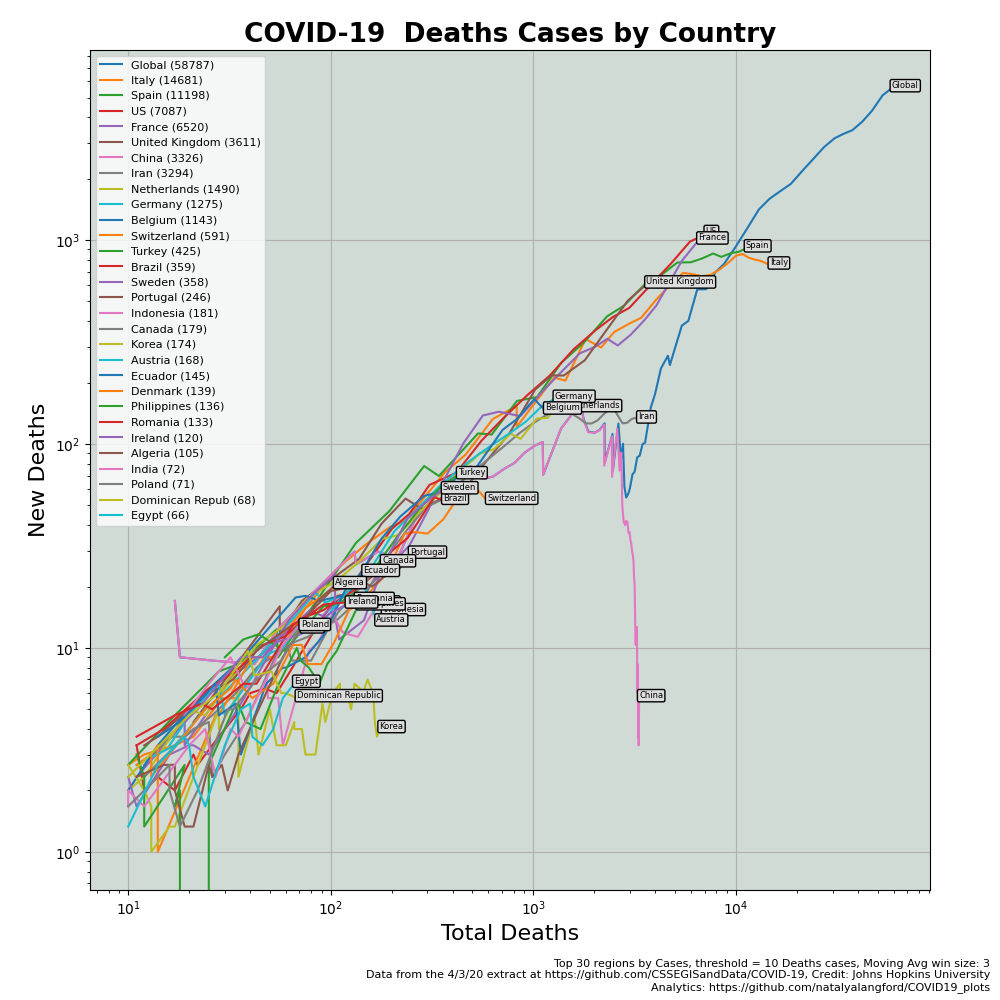 COVID-19  Deaths Cases by Country
Global (58787)
Italy (14681)
Spain (11198)
US (7087)
France (6520)
United Kingdom (3611)
China (3326)
Iran (3294)
Netherlands (1490)
Germany (1275)
Belgium (1143)
Switzerland (591)
Turkey (425)
Brazil (359)
Sweden (358)
Portugal (246)
Indonesia (181)
Canada (179)
Korea (174)
Austria (168)
Ecuador (145)
Denmark (139)
Philippines (136)
Romania (133)
Ireland (120)
Algeria (105)
India (72)
Poland (71)
Dominican Repub (68)
Egypt (66)
Global
France
Spain
Italy
United Kingdom
Germany
Belgium
Iran
Turkey
Sweden
Brazil
Switzerland
Portugal
Canada
Ecuador
Algeria
Ireland
Austria
Poland
Egypt
Dominican Republic
China
Korea
New Deaths
10³
10²
10¹
10⁰
10¹
10²
10³
10⁴
Total Deaths
Top 30 regions by Cases, threshold = 10 Deaths cases, Moving Avg win size: 3
Data from the 4/3/20 extract at https://github.com/CSSEGISandData/COVID-19, Credit: Johns Hopkins University
Analytics: https://github.com/natalyalangford/COVID19_plots